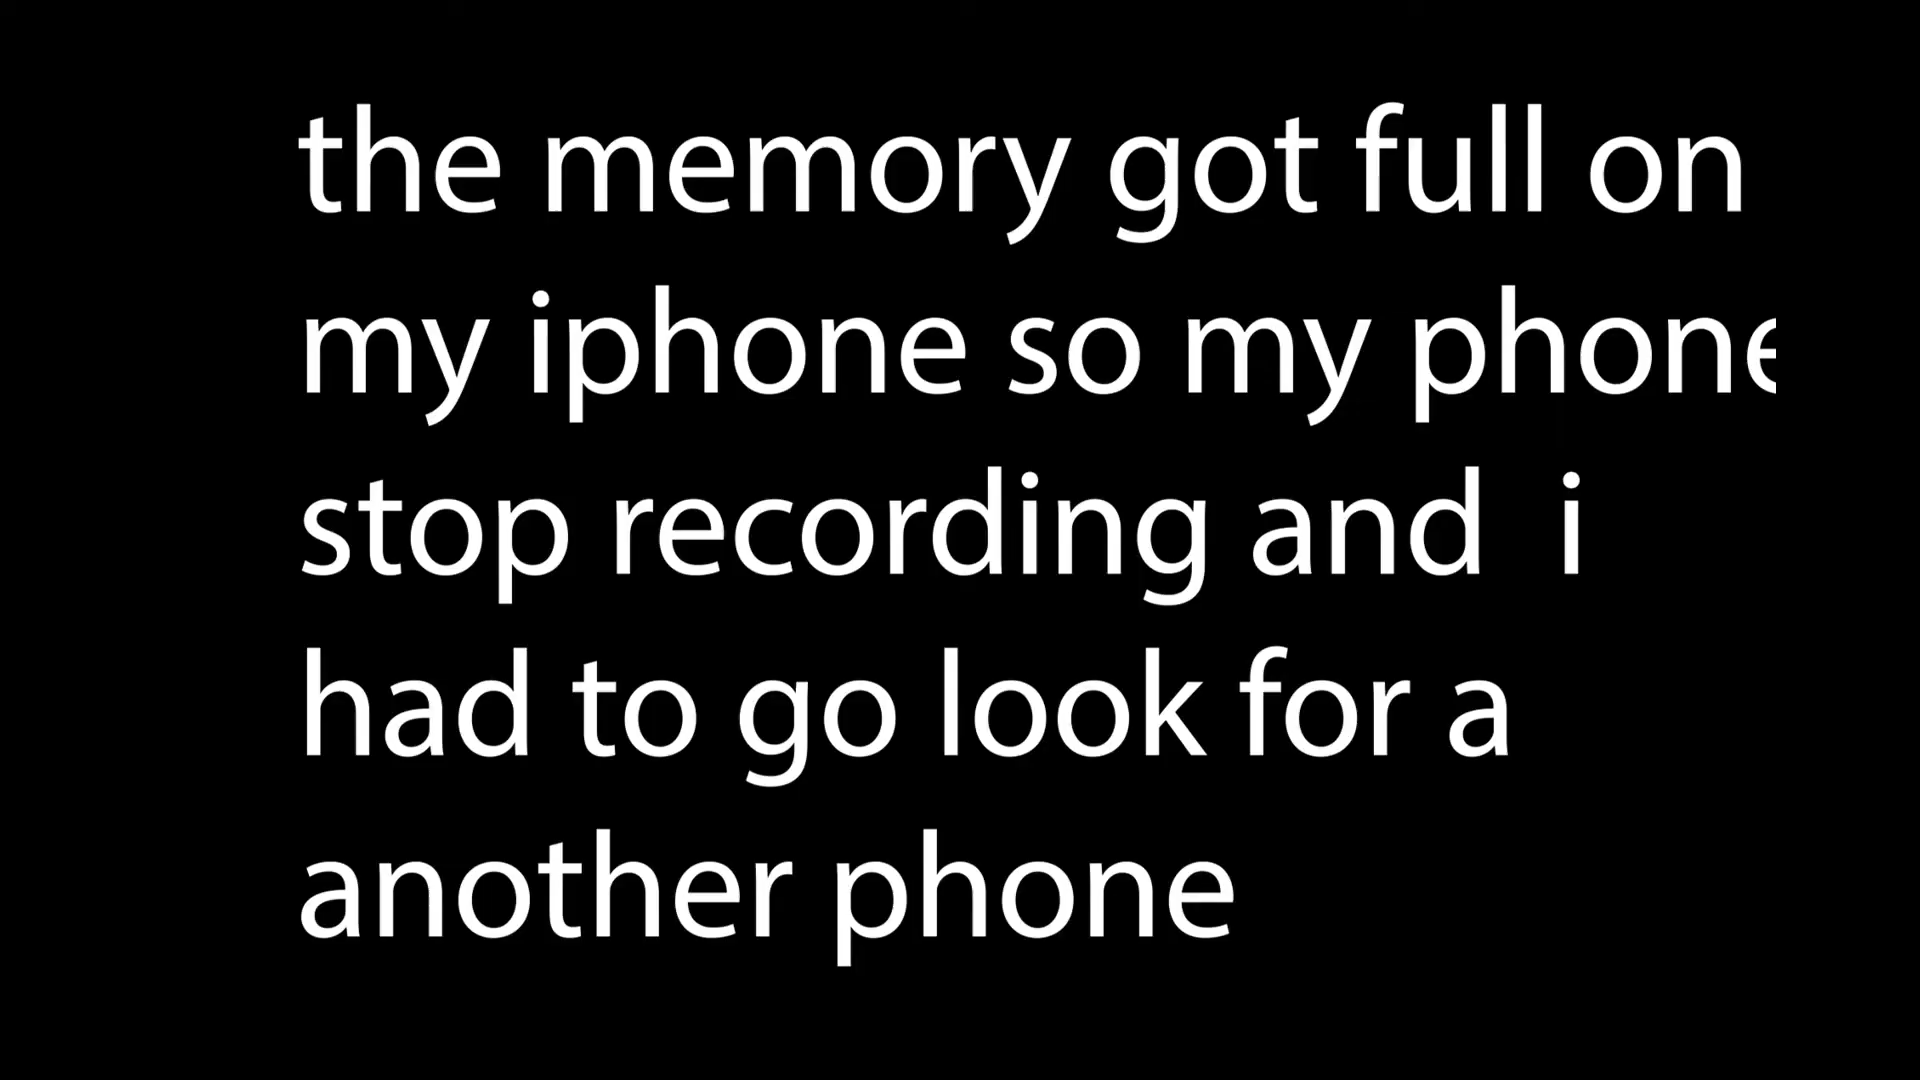 the memory got full on
my iphone so my phone
stop recording and  i
had to go look for a
another phone